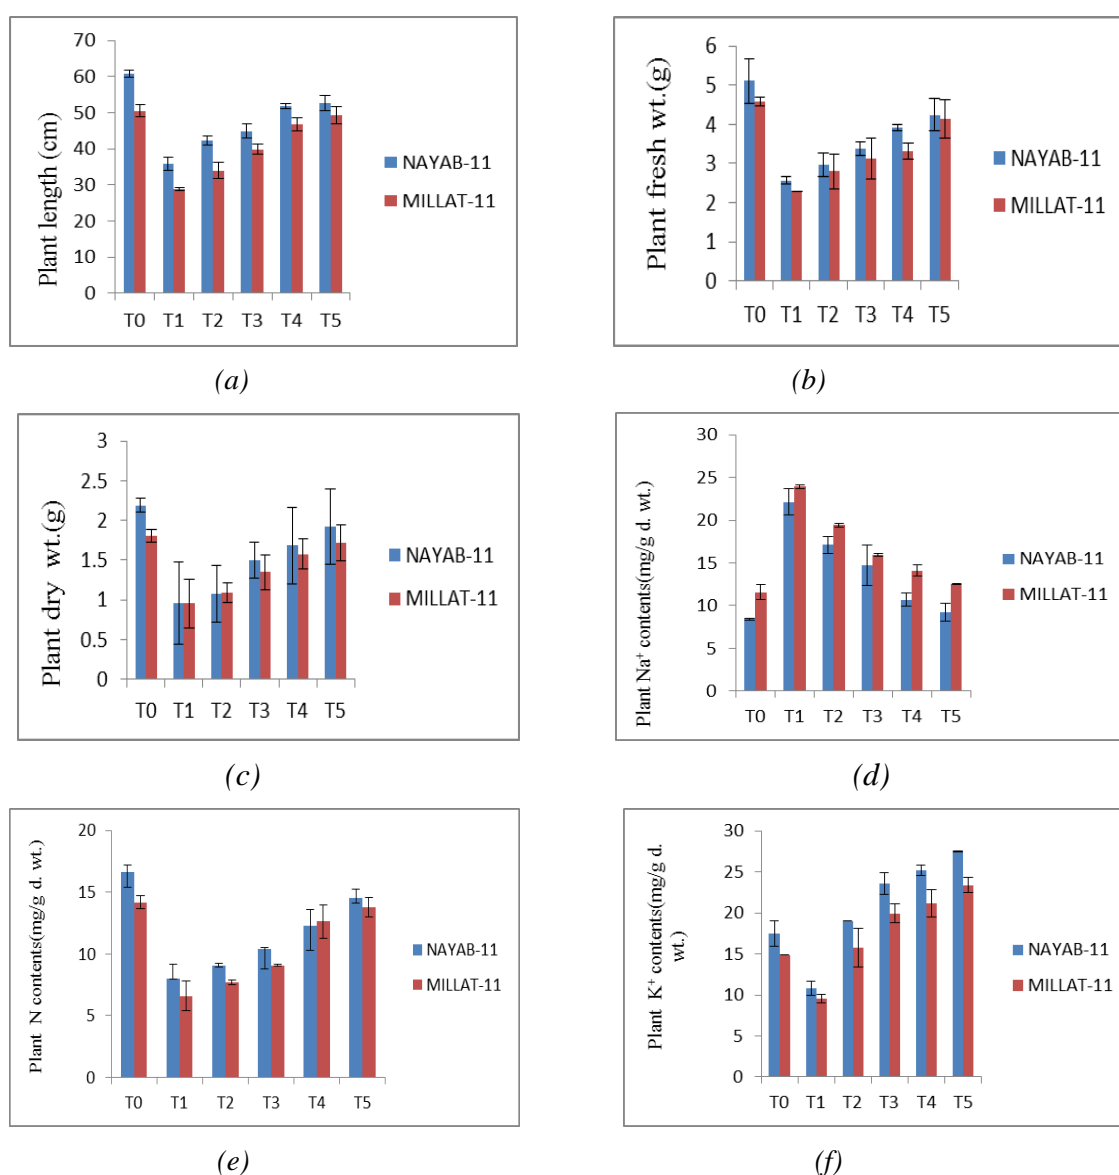 Plant length (cm)
70
60
50
40
30
20
10
0
T0 T1 T2 T3 T4 T5
NAYAB-11
MILLAT-11
(a)
Plant fresh wt.(g)
6
5
4
3
2
1
0
T0 T1 T2 T3 T4 T5
NAYAB-11
MILLAT-11
(b)
Plant dry wt.(g)
3
2.5
2
1.5
1
0.5
0
T0 T1 T2 T3 T4 T5
NAYAB-11
MILLAT-11
(c)
Plant Na⁺ contents(mg/g d. wt.)
30
25
20
15
10
5
0
T0 T1 T2 T3 T4 T5
NAYAB-11
MILLAT-11
(d)
Plant N contents(mg/g d. wt.)
20
15
10
5
0
T0 T1 T2 T3 T4 T5
NAYAB-11
MILLAT-11
(e)
Plant K⁺ contents(mg/g d.
wt.)
30
25
20
15
10
5
0
T0 T1 T2 T3 T4 T5
NAYAB-11
MILLAT-11
(f)